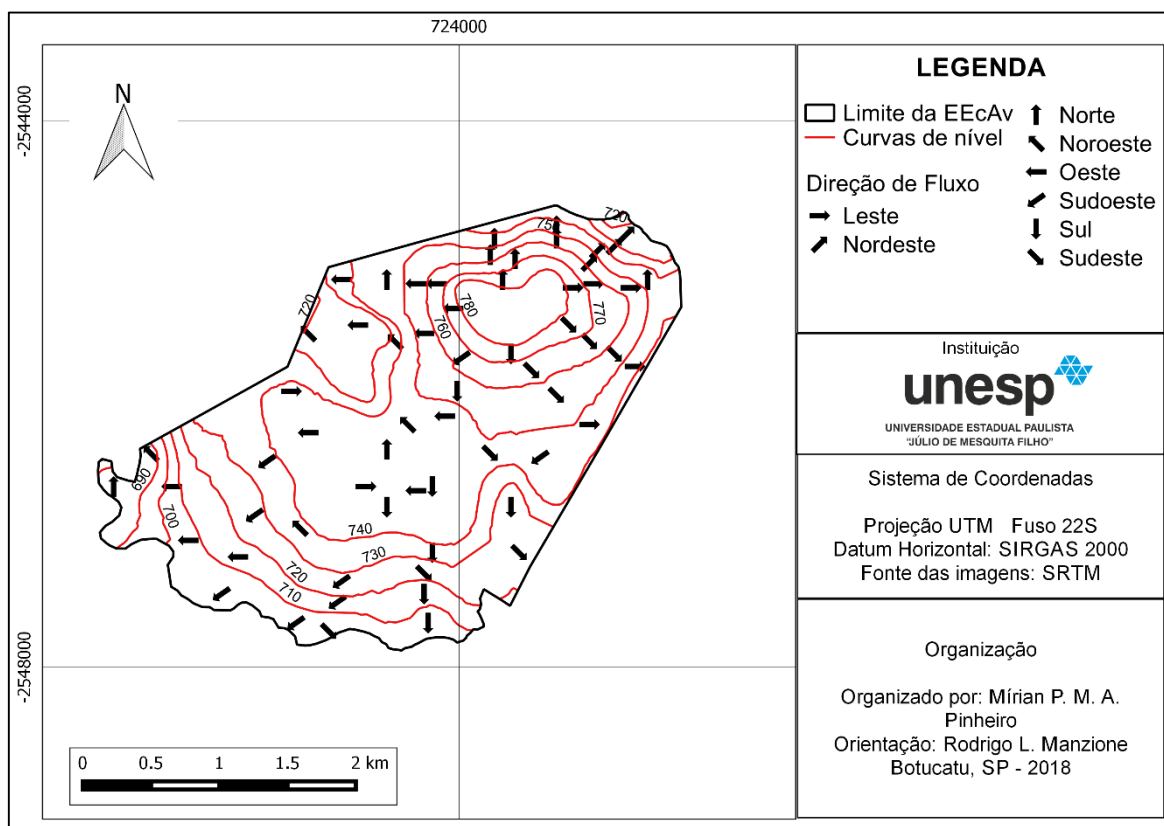 724000
-2544000
-2548000
N
720
750
780
770
760
720
690
700
740
730
720
710
0 0.5 1 1.5 2 km
LEGENDA
Limite da EEcAv
Curvas de nível
Direção de Fluxo
Leste
Nordeste
Norte
Noroeste
Oeste
Sudoeste
Sul
Sudeste
Instituição
unesp
UNIVERSIDADE ESTADUAL PAULISTA
"JÚLIO DE MESQUITA FILHO"
Sistema de Coordenadas
Projeção UTM Fuso 22S
Datum Horizontal: SIRGAS 2000
Fonte das imagens: SRTM
Organização
Organizado por: Mírian P. M. A.
Pinheiro
Orientação: Rodrigo L. Manzione
Botucatu, SP - 2018